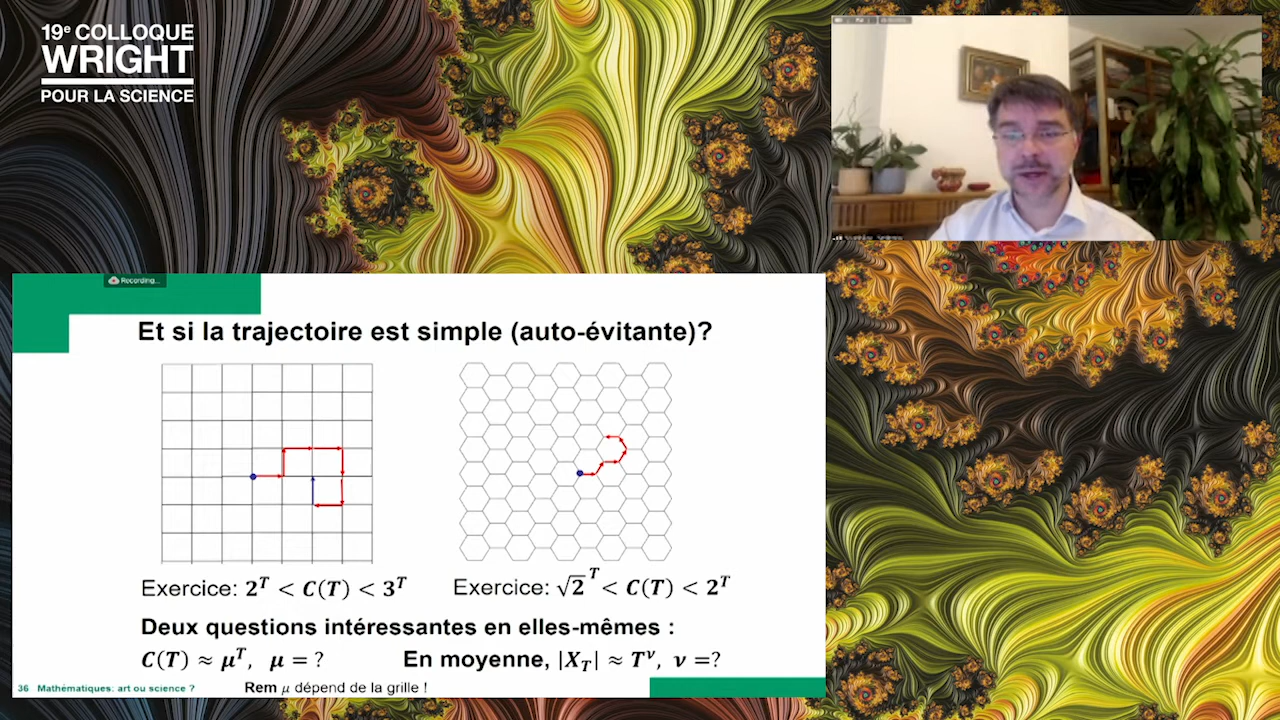 19e COLLOQUE
WRIGHT
POUR LA SCIENCE
Recording...
Et si la trajectoire est simple (auto-évitante)?
Exercice: 2^T < C(T) < 3^T
Exercice: √2^T < C(T) < 2^T
Deux questions intéressantes en elles-mêmes :
C(T) ≈ μ^T, μ = ?
En moyenne, |X_T| ≈ T^ν, ν =?
36 Mathématiques: art ou science ?
Rem μ dépend de la grille !